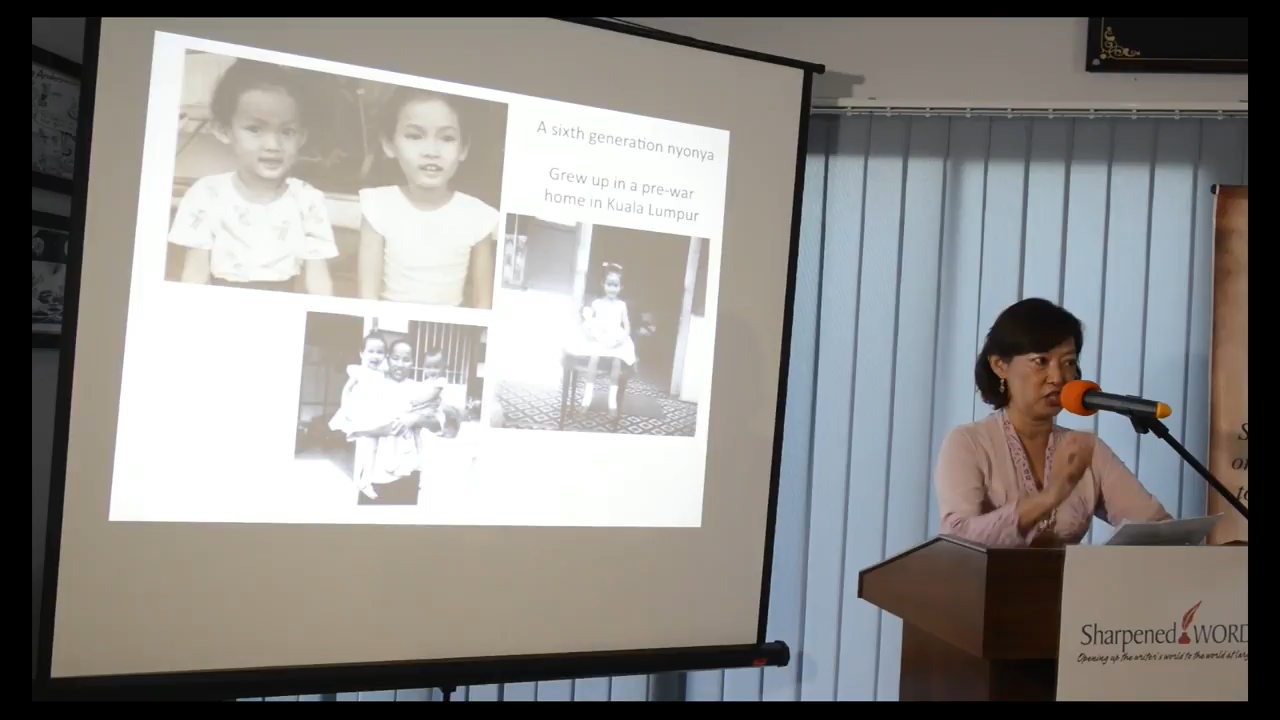 A sixth generation nyonya
Grew up in a pre-war
home in Kuala Lumpur
Sharpened WORD
Opening up the writer's world to the world at